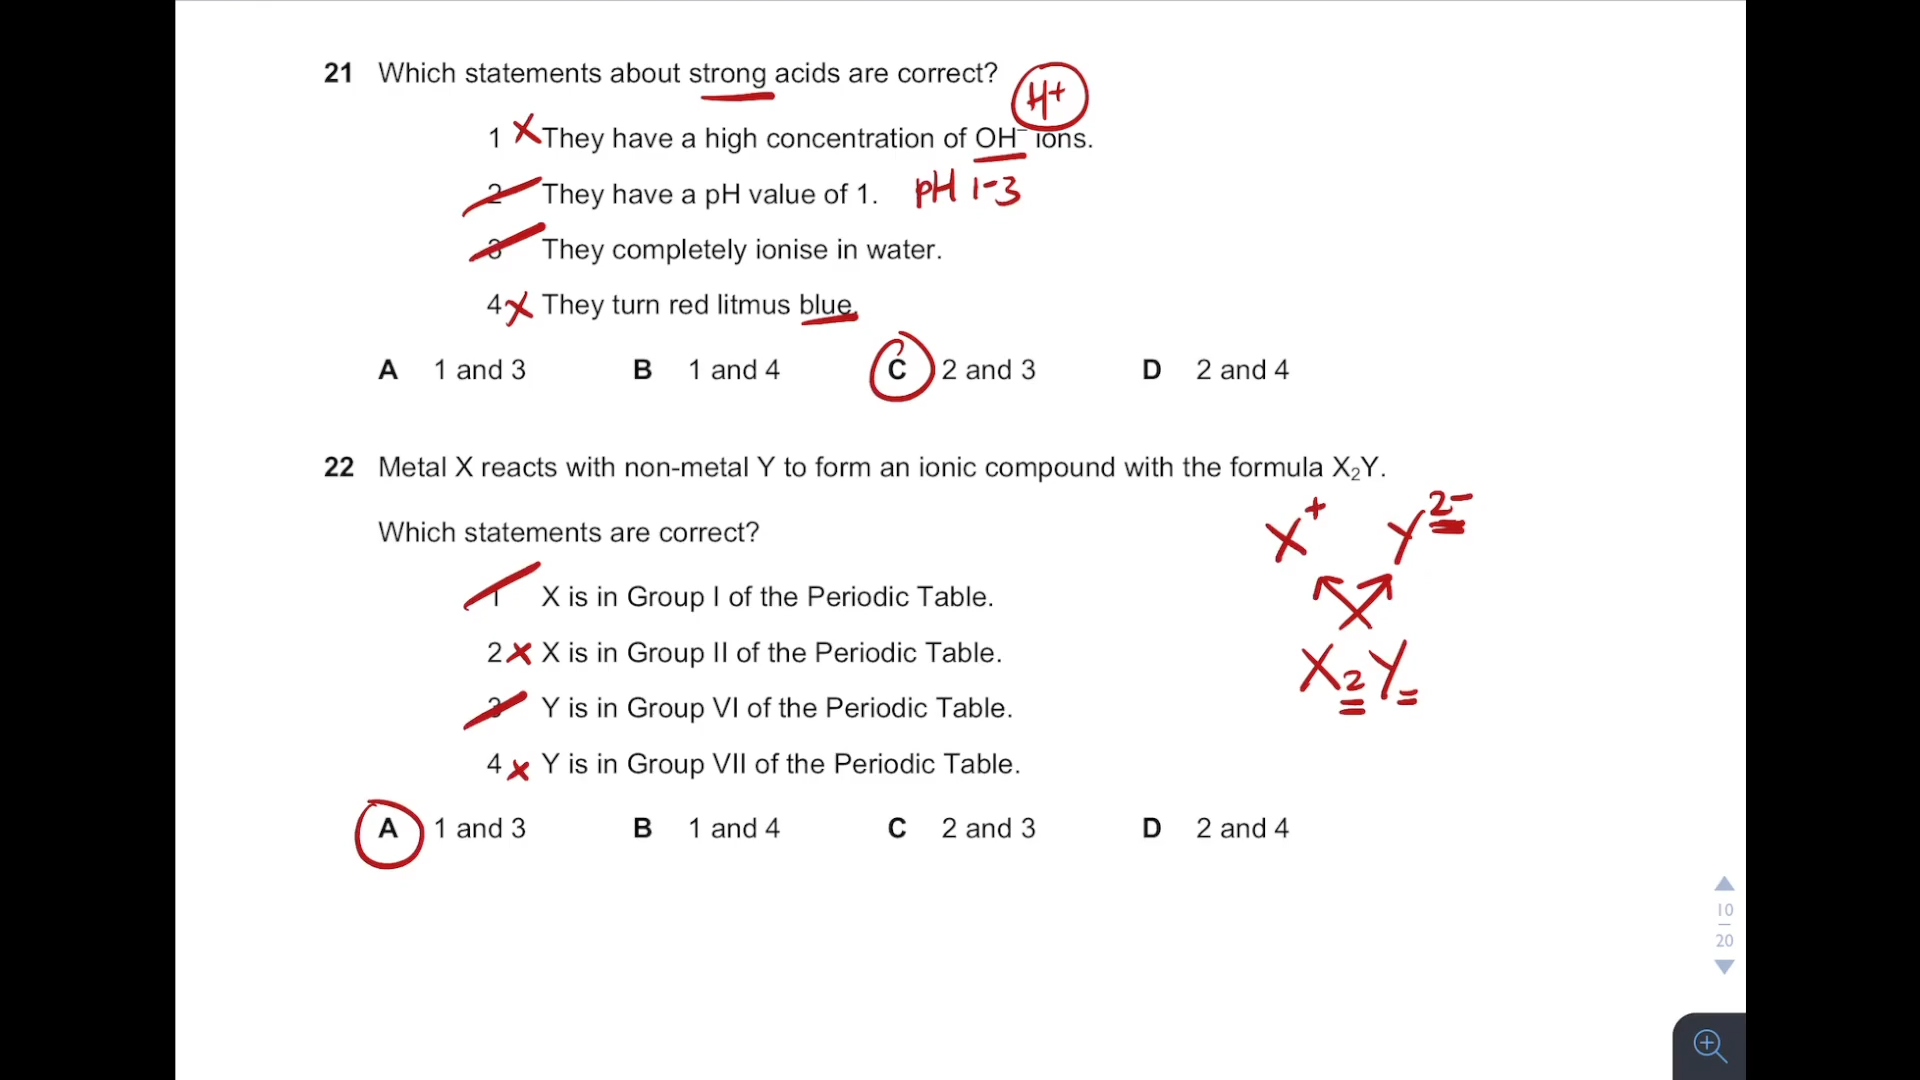 21 Which statements about strong acids are correct?
H+
1 X They have a high concentration of OH⁻ ions.
2 They have a pH value of 1. pH 1-3
3 They completely ionise in water.
4 X They turn red litmus blue.
A 1 and 3 B 1 and 4 C 2 and 3 D 2 and 4
22 Metal X reacts with non-metal Y to form an ionic compound with the formula X₂Y.
X⁺ Y²⁻
Which statements are correct?
1 X is in Group I of the Periodic Table.
2 x X is in Group II of the Periodic Table.
X₂Y
3 Y is in Group VI of the Periodic Table.
4 x Y is in Group VII of the Periodic Table.
A 1 and 3 B 1 and 4 C 2 and 3 D 2 and 4
10
20